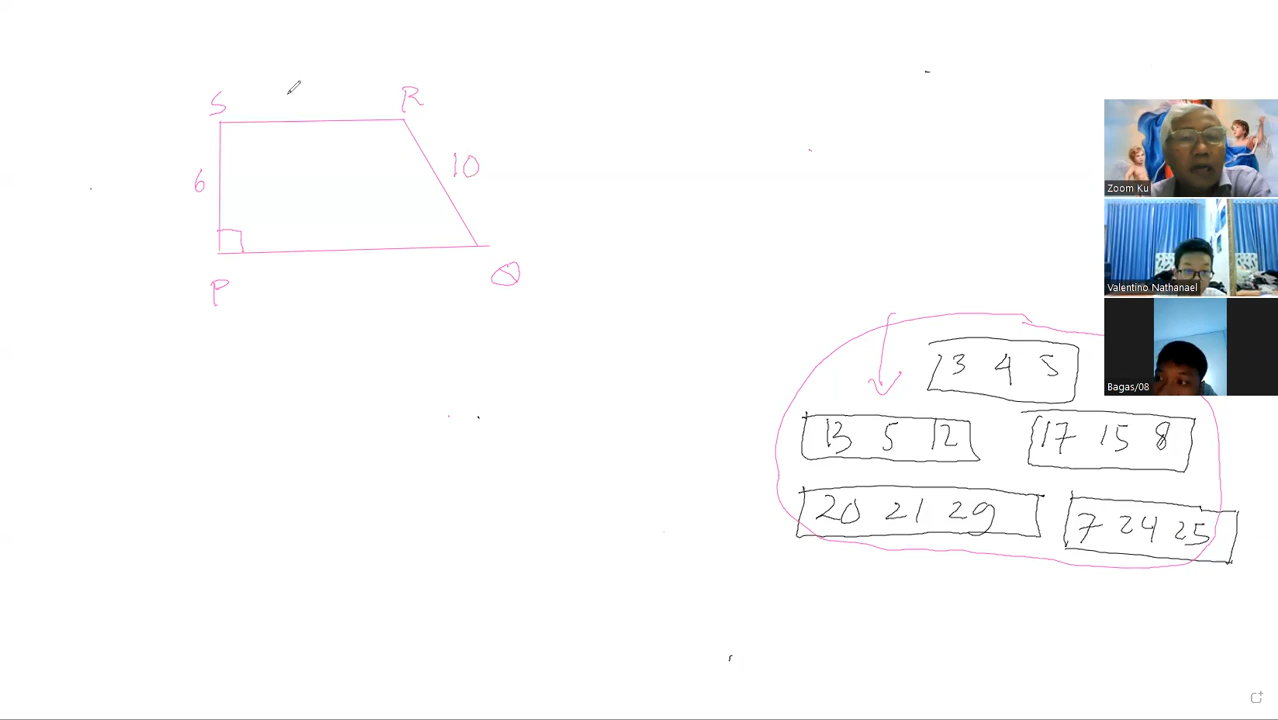 S R
6 10
P Q
Zoom Ku
Valentino Nathanael
Bagas/08
3 4 5
13 5 12
17 15 8
20 21 29
7 24 25